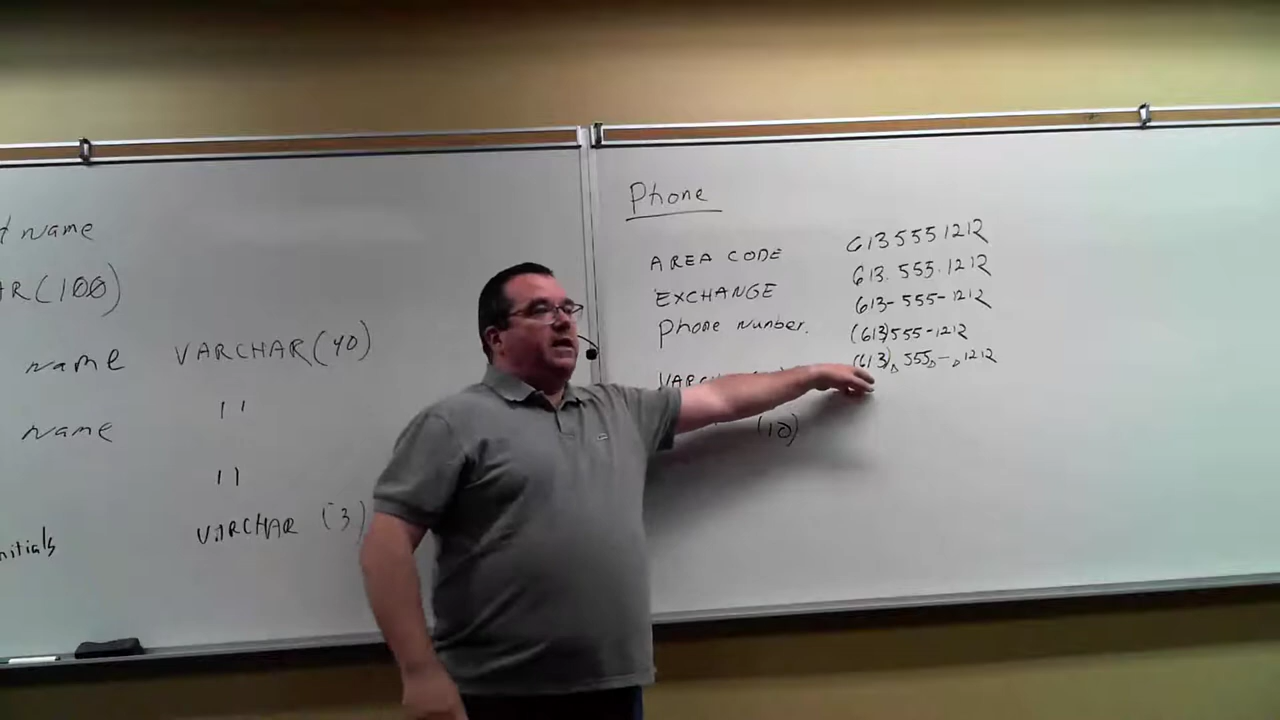 name
(100)
name VARCHAR(40)
" "
name
" "
VARCHAR (3)
Phone
AREA CODE
EXCHANGE
Phone Number.
(10)
6135551212
613.555.1212
613-555-1212
(613)555-1212
(613) 555 - 1212